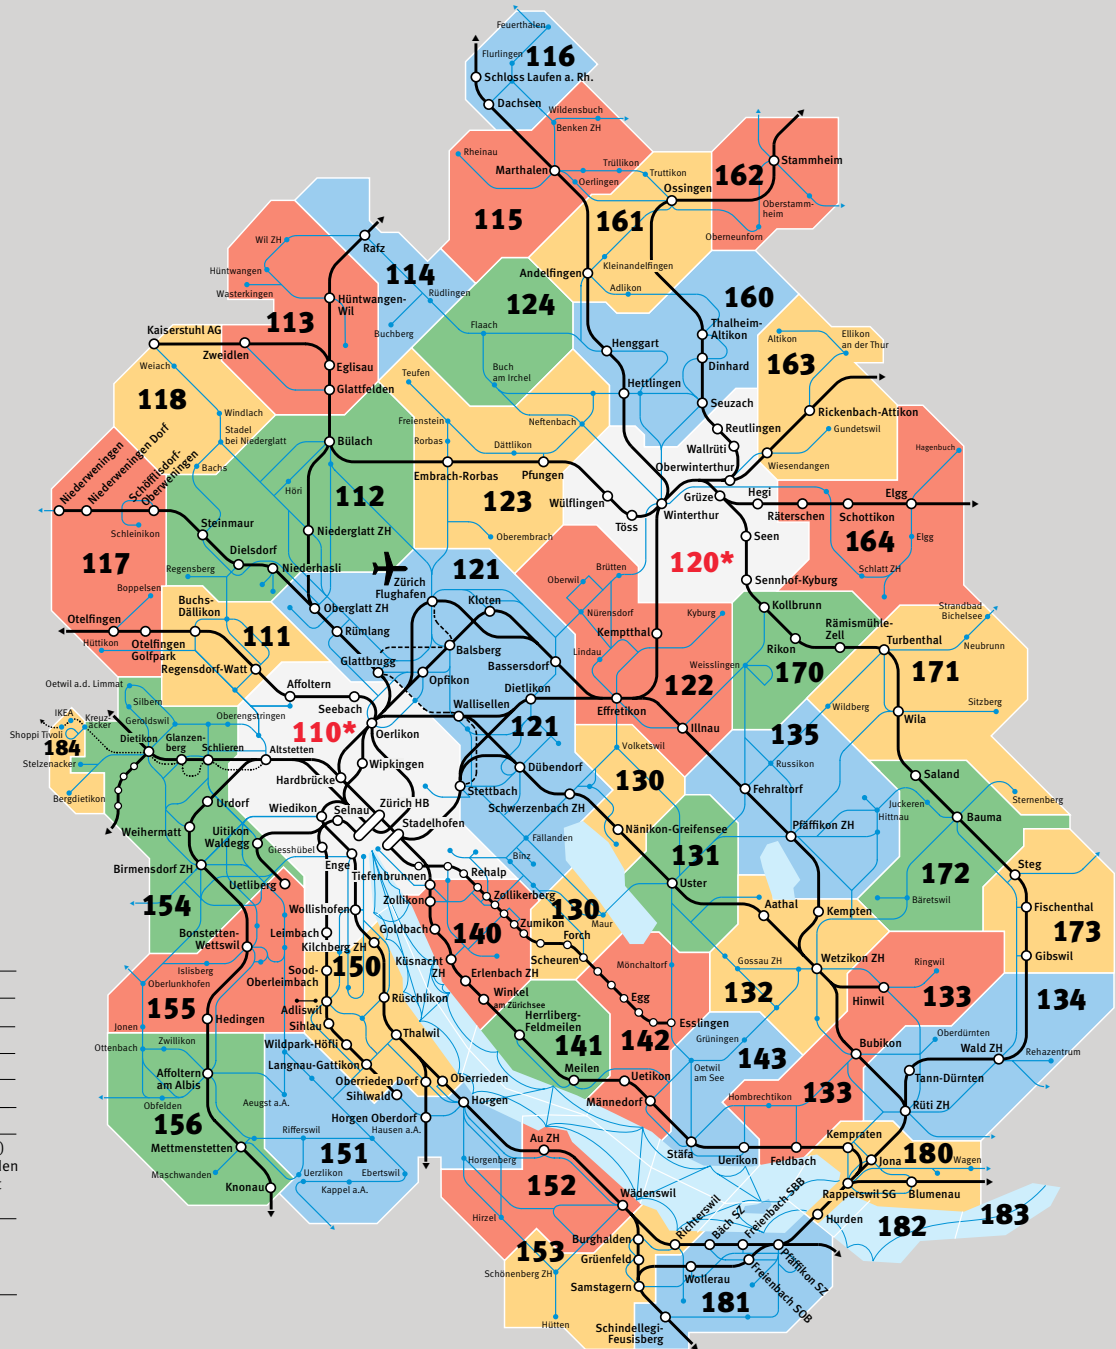 Feuerthalen
Flurlingen
116
Schloss Laufen a. Rh.
Dachsen
Wildensbuch
Benken ZH
Rheinau
Marthalen
Trüllikon
Truttikon
Oerlingen
Ossingen
162
Stammheim
Oberstamm-
heim
Oberneunforn
115
161
Wil ZH
Rafz
Hüntwangen
Wasterkingen
Hüntwangen-
Wil
114
Rüdlingen
Buchberg
Andelfingen
Kleinandelfingen
Adlikon
124
160
113
Kaiserstuhl AG
Zweidlen
Eglisau
Glattfelden
Weiach
118
Flaach
Buch
am Irchel
Henggart
Thalheim-
Altikon
Dinhard
Altikon
Ellikon
an der Thur
163
Teufen
Hettlingen
Seuzach
Rickenbach-Attikon
Windlach
Stadel
bei Niederglatt
Bachs
Freienstein
Rorbas
Dättlikon
Neftenbach
Reutlingen
Gundetswil
Wallrüti
Oberwinterthur
Wiesendangen
Hagenbuch
Niederweningen
Niederweningen Dorf
Schöfflisdorf-
Oberweningen
Bülach
Embrach-Rorbas
Pfungen
Wülflingen
Töss
Winterthur
Grüze
Hegi
Räterschen
Schottikon
Elgg
Höri
112
123
Schleinikon
Steinmaur
Niederglatt ZH
Oberembrach
Seen
164
Elgg
117
Dielsdorf
Niederhasli
Regensberg
Boppelsen
Zürich
Flughafen
121
Kloten
Brütten
Oberwil
120*
Sennhof-Kyburg
Schlatt ZH
Buchs-
Dällikon
Oberglatt ZH
Nürensdorf
Kyburg
Kollbrunn
Strandbad
Bichelsee
Otelfingen
Hüttikon
Otelfingen
Golfpark
111
Rümlang
Kemptthal
Rikon
Rämismühle-
Zell
Turbenthal
Neubrunn
Regensdorf-Watt
Glattbrugg
Balsberg
Bassersdorf
Lindau
Weisslingen
170
171
Oetwil a.d. Limmat
Affoltern
Opfikon
Dietlikon
122
Silbern
Seebach
Wallisellen
Effretikon
Wildberg
Wila
Sitzberg
IKEA
Kreuz-
äcker
Shoppi Tivoli
Geroldswil
Oberengstringen
110*
Oerlikon
121
Illnau
135
184
Dietikon
Glanzen-
berg
Schlieren
Altstetten
Volketswil
Russikon
Stelzenacker
Wipkingen
Dübendorf
130
Saland
Bergdietikon
Hardbrücke
Stettbach
Fehraltorf
Sternenberg
Urdorf
Wiedikon
Selnau
Zürich HB
Schwerzenbach ZH
Juckeren
Hittnau
Bauma
Weihermatt
Uitikon
Waldegg
Stadelhofen
Nänikon-Greifensee
Pfäffikon ZH
Giesshübel
Fällanden
131
Birmensdorf ZH
Enge
Binz
Steg
Tiefenbrunnen
Rehalp
Uster
172
Uetliberg
Zollikon
Zollikerberg
Aathal
Bäretswil
154
Wollishofen
130
Maur
Kempten
Fischenthal
Leimbach
Goldbach
Zumikon
Forch
173
Bonstetten-
Wettswil
Kilchberg ZH
140
Scheuren
Gibswil
150
Küsnacht
ZH
Mönchaltorf
Gossau ZH
Wetzikon ZH
Ringwil
Islisberg
Oberlunkhofen
Sood-
Oberleimbach
Erlenbach ZH
132
133
Hinwil
134
155
Adliswil
Rüschlikon
Winkel
am Zürichsee
Egg
Jonen
Hedingen
Sihlau
Herrliberg-
Feldmeilen
Esslingen
Oberdürnten
Zwillikon
Wildpark-Höfli
Thalwil
142
Grüningen
Bubikon
Wald ZH
Rehazentrum
Ottenbach
Langnau-Gattikon
141
143
Affoltern
am Albis
Oberrieden Dorf
Oberrieden
Meilen
Uetikon
Oetwil
am See
Tann-Dürnten
Obfelden
Aeugst a.A.
Sihlwald
Horgen
Männedorf
Hombrechtikon
133
Rüti ZH
156
Horgen Oberdorf
Rifferswil
Hausen a.A.
Mettmenstetten
151
Au ZH
Stäfa
Uerikon
Feldbach
Kempraten
Horgenberg
Jona
180
Wagen
Maschwanden
Uerzlikon
Ebertswil
152
Knonau
Kappel a.A.
Wädenswil
Rapperswil SG
Blumenau
Hirzel
Richterswil
Bäch SZ
Freienbach SBB
Hurden
182
183
Burghalden
153
Grüenfeld
Pfäffikon SZ
Schönenberg ZH
Samstagern
Wollerau
Freienbach SOB
181
Hütten
Schindellegi-
Feusisberg
)
len